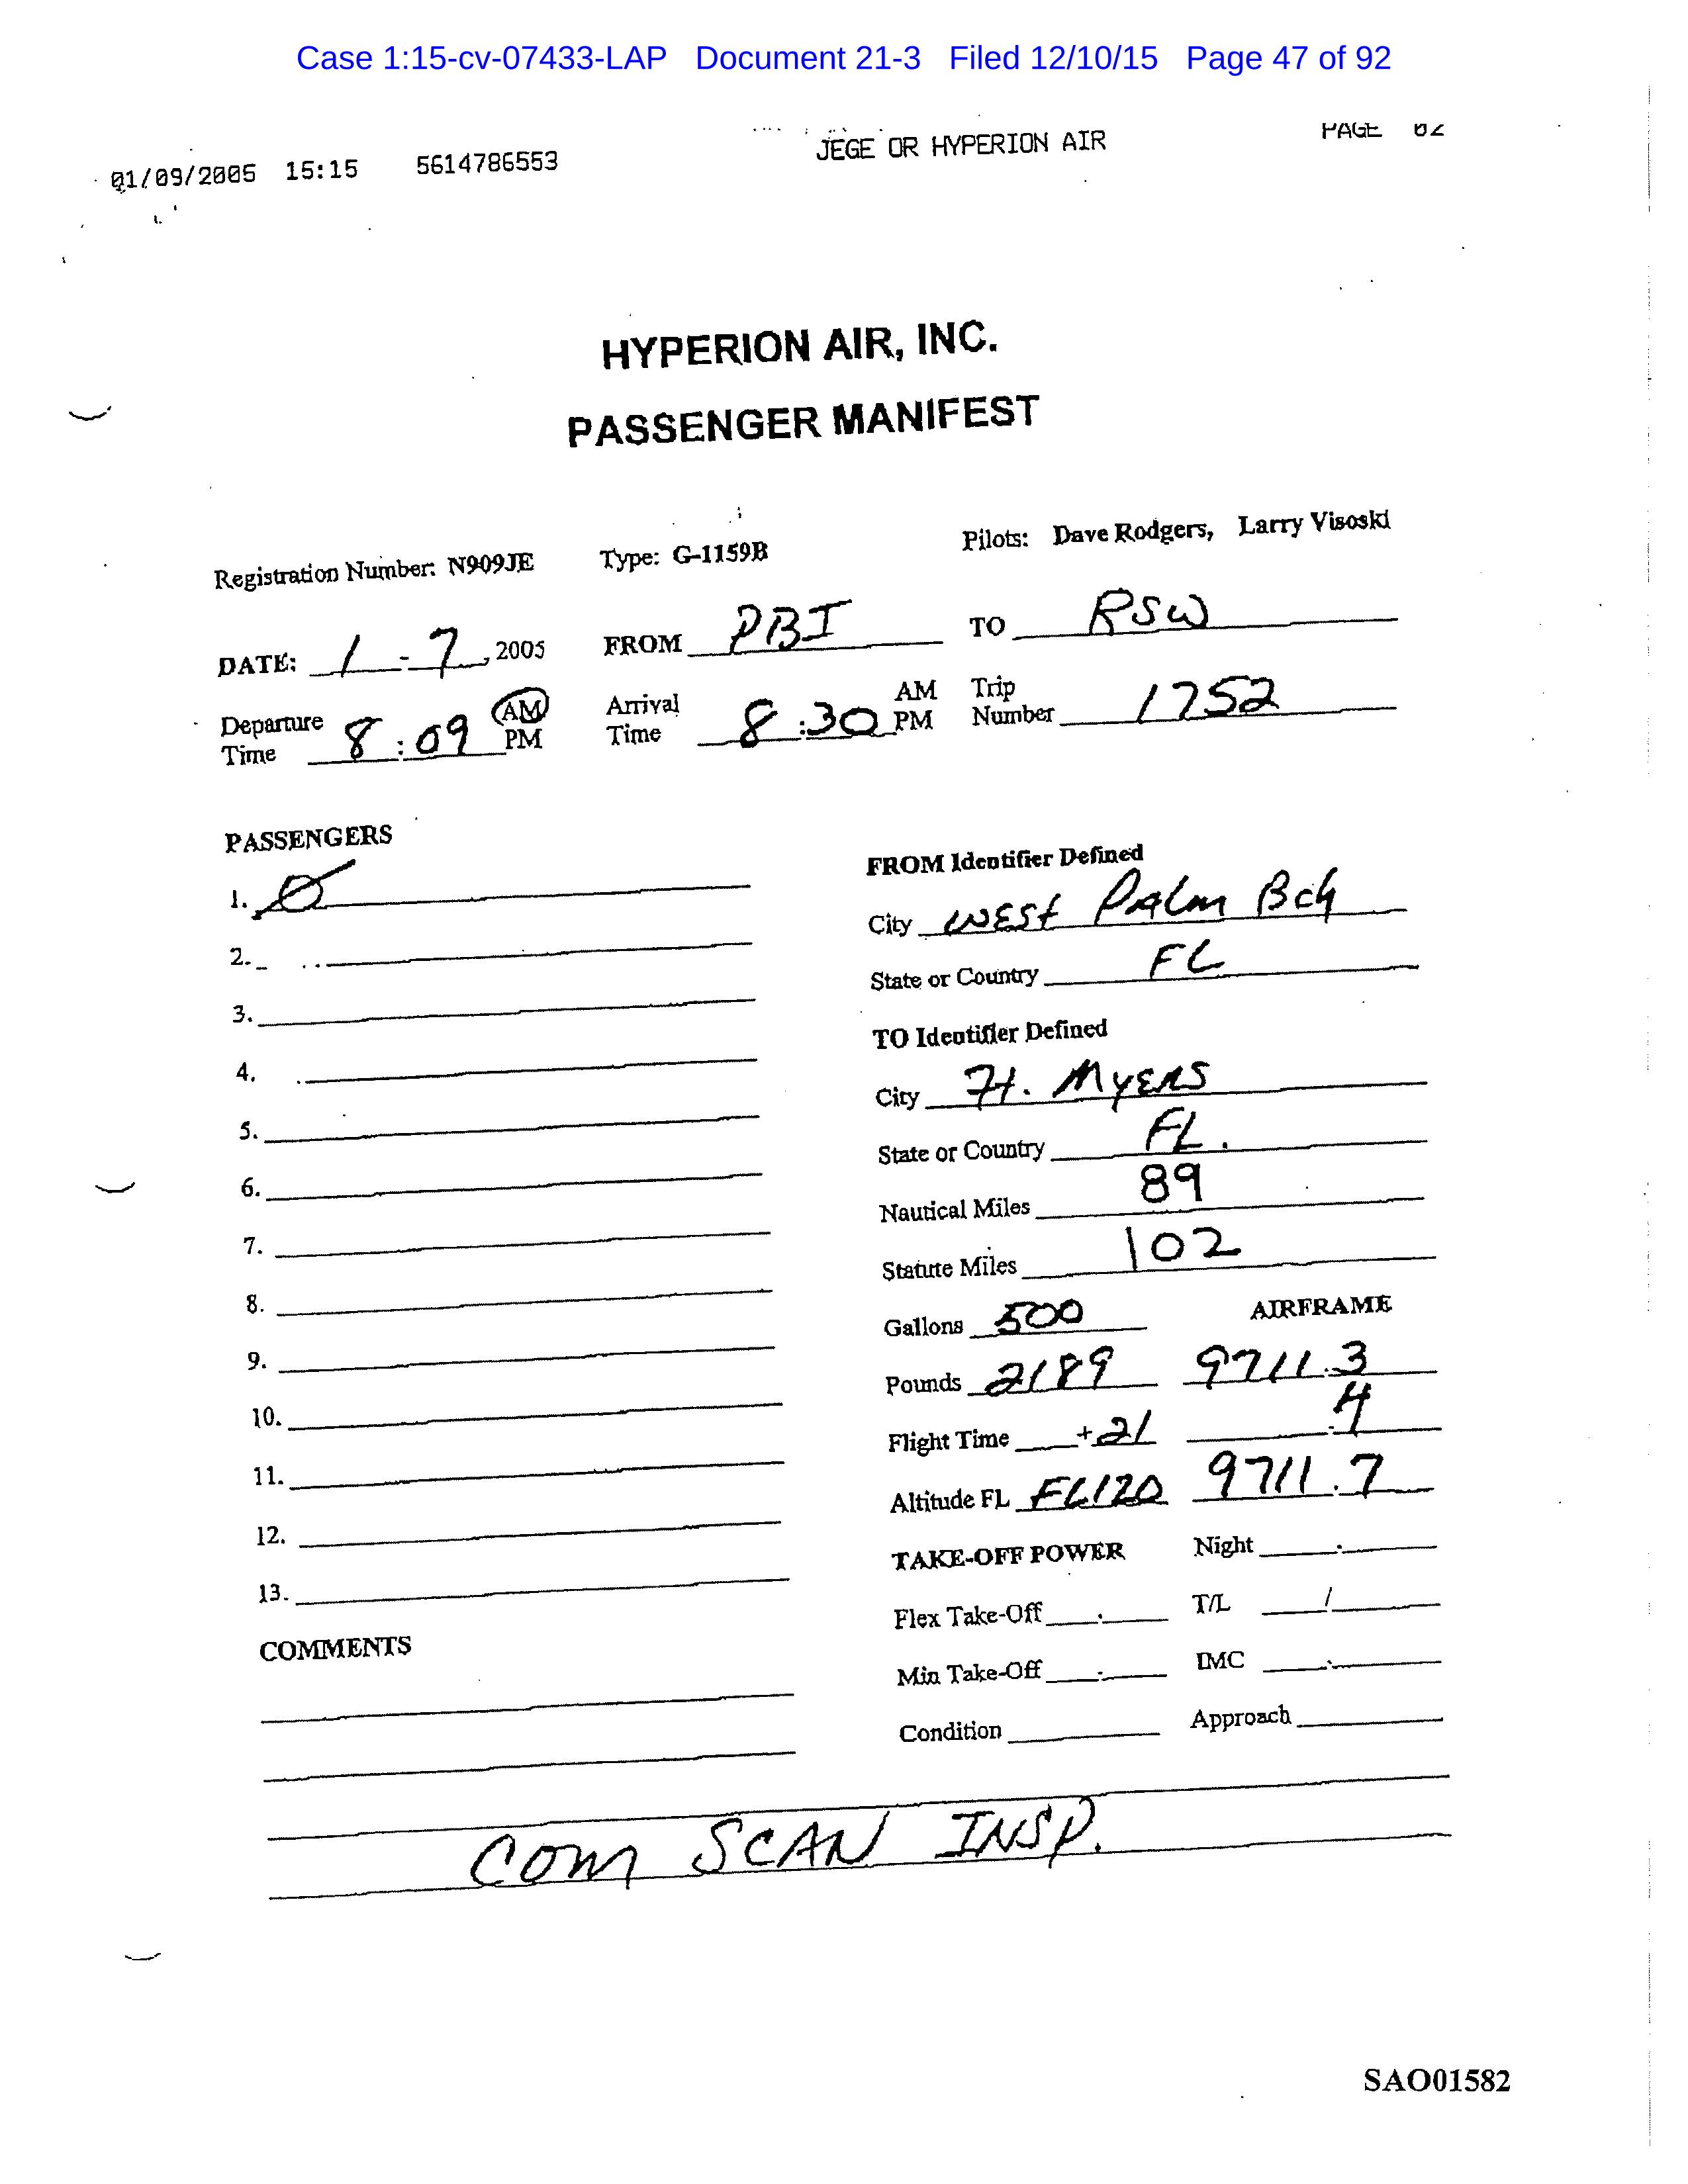 Case 1:15-cv-07433-LAP Document 21-3 Filed 12/10/15 Page 47 of 92
01/09/2005 15:15 5614786553 JEGE OR HYPERION AIR PAGE 02
HYPERION AIR, INC.
PASSENGER MANIFEST
Registration Number: N909JE Type: G-1159B Pilots: Dave Rodgers, Larry Visoski
DATE: 1 - 7, 2005 FROM PBI TO RSW
Departure Time 8:09 AM PM Arrival Time 8:30 AM PM Trip Number 1752
PASSENGERS
1. Ø
2.
3.
4.
5.
6.
7.
8.
9.
10.
11.
12.
13.
COMMENTS
FROM Identifier Defined
City WEST PALM Bch
State or Country FL
TO Identifier Defined
City Ft. MYERS
State or Country FL.
Nautical Miles 89
Statute Miles 102
Gallons 500 AIRFRAME
Pounds 2189 9711.3
Flight Time +21 .4
Altitude FL FL120 9711.7
TAKE-OFF POWER Night .
Flex Take-Off . T/L /
Min Take-Off . IMC .
Condition Approach
COM SCAN INSP.
SAO01582